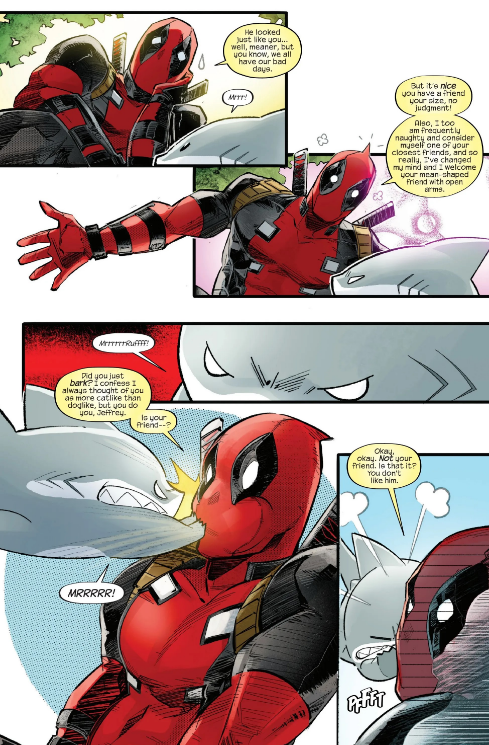 He looked
just like you...
well, meaner, but
you know, we all
have our bad
days.
Mrrr!
But it's nice
you have a friend
your size, no
judgment!
Also, I too
am frequently
naughty and consider
myself one of your
closest friends, and so
really, I've changed
my mind and I welcome
your mean-shaped
friend with open
arms.
MrrrrrRuffff!
Did you just
bark? I confess I
always thought of you
as more catlike than
doglike, but you do
you, Jeffrey.
Is your
friend--?
MRRRRR!
Okay,
okay. Not your
friend. Is that it?
You don't
like him.
PFFFT